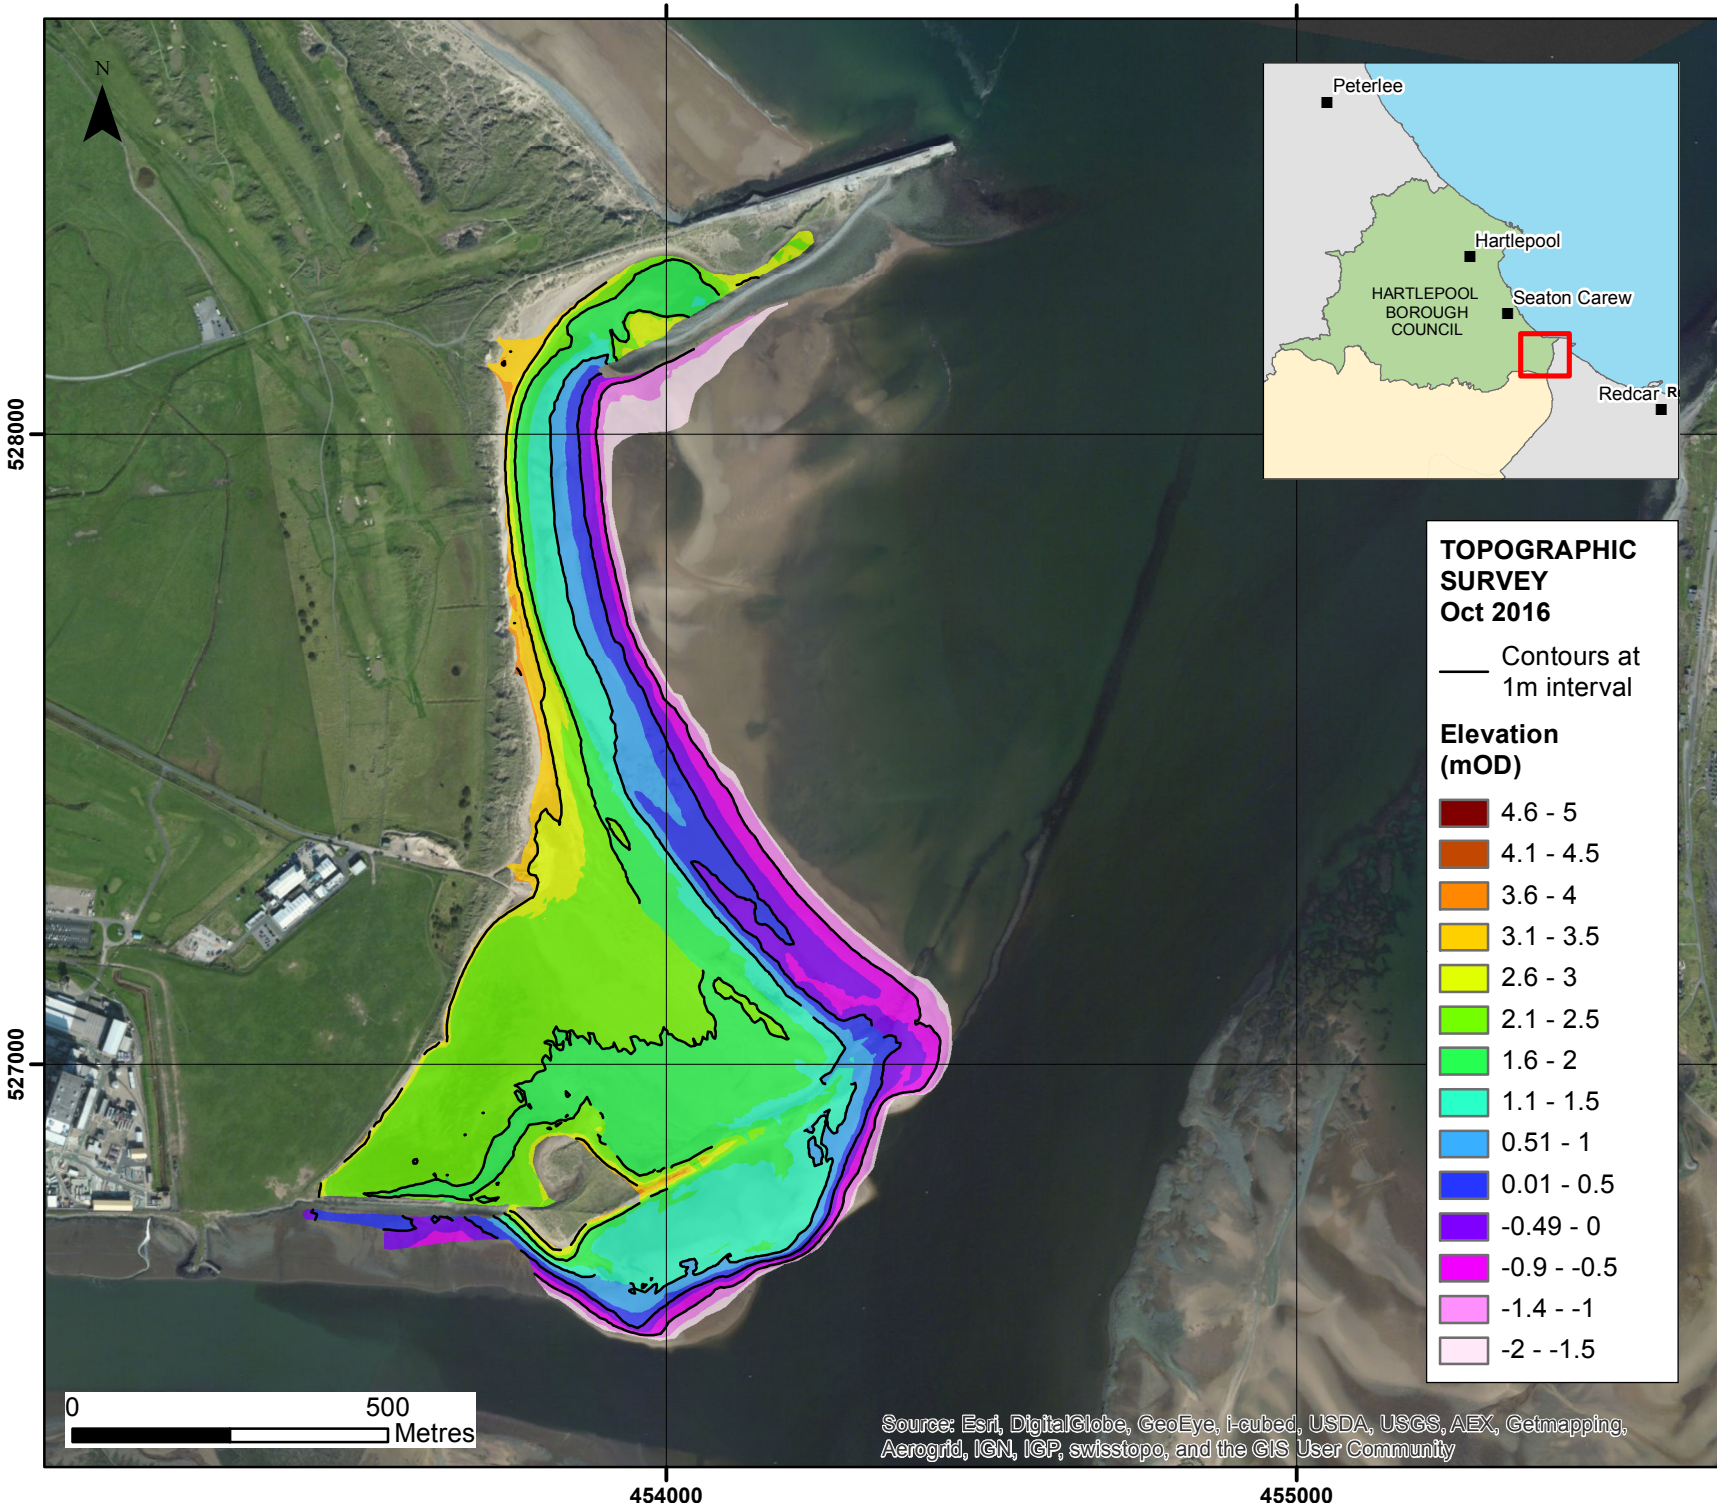 N
Peterlee
Hartlepool
HARTLEPOOL
BOROUGH
COUNCIL
Seaton Carew
Redcar
528000
527000
TOPOGRAPHIC
SURVEY
Oct 2016
Contours at
1m interval
Elevation
(mOD)
4.6 - 5
4.1 - 4.5
3.6 - 4
3.1 - 3.5
2.6 - 3
2.1 - 2.5
1.6 - 2
1.1 - 1.5
0.51 - 1
0.01 - 0.5
-0.49 - 0
-0.9 - -0.5
-1.4 - -1
-2 - -1.5
0 500
Metres
Source: Esri, DigitalGlobe, GeoEye, i-cubed, USDA, USGS, AEX, Getmapping,
Aerogrid, IGN, IGP, swisstopo, and the GIS User Community
454000 455000